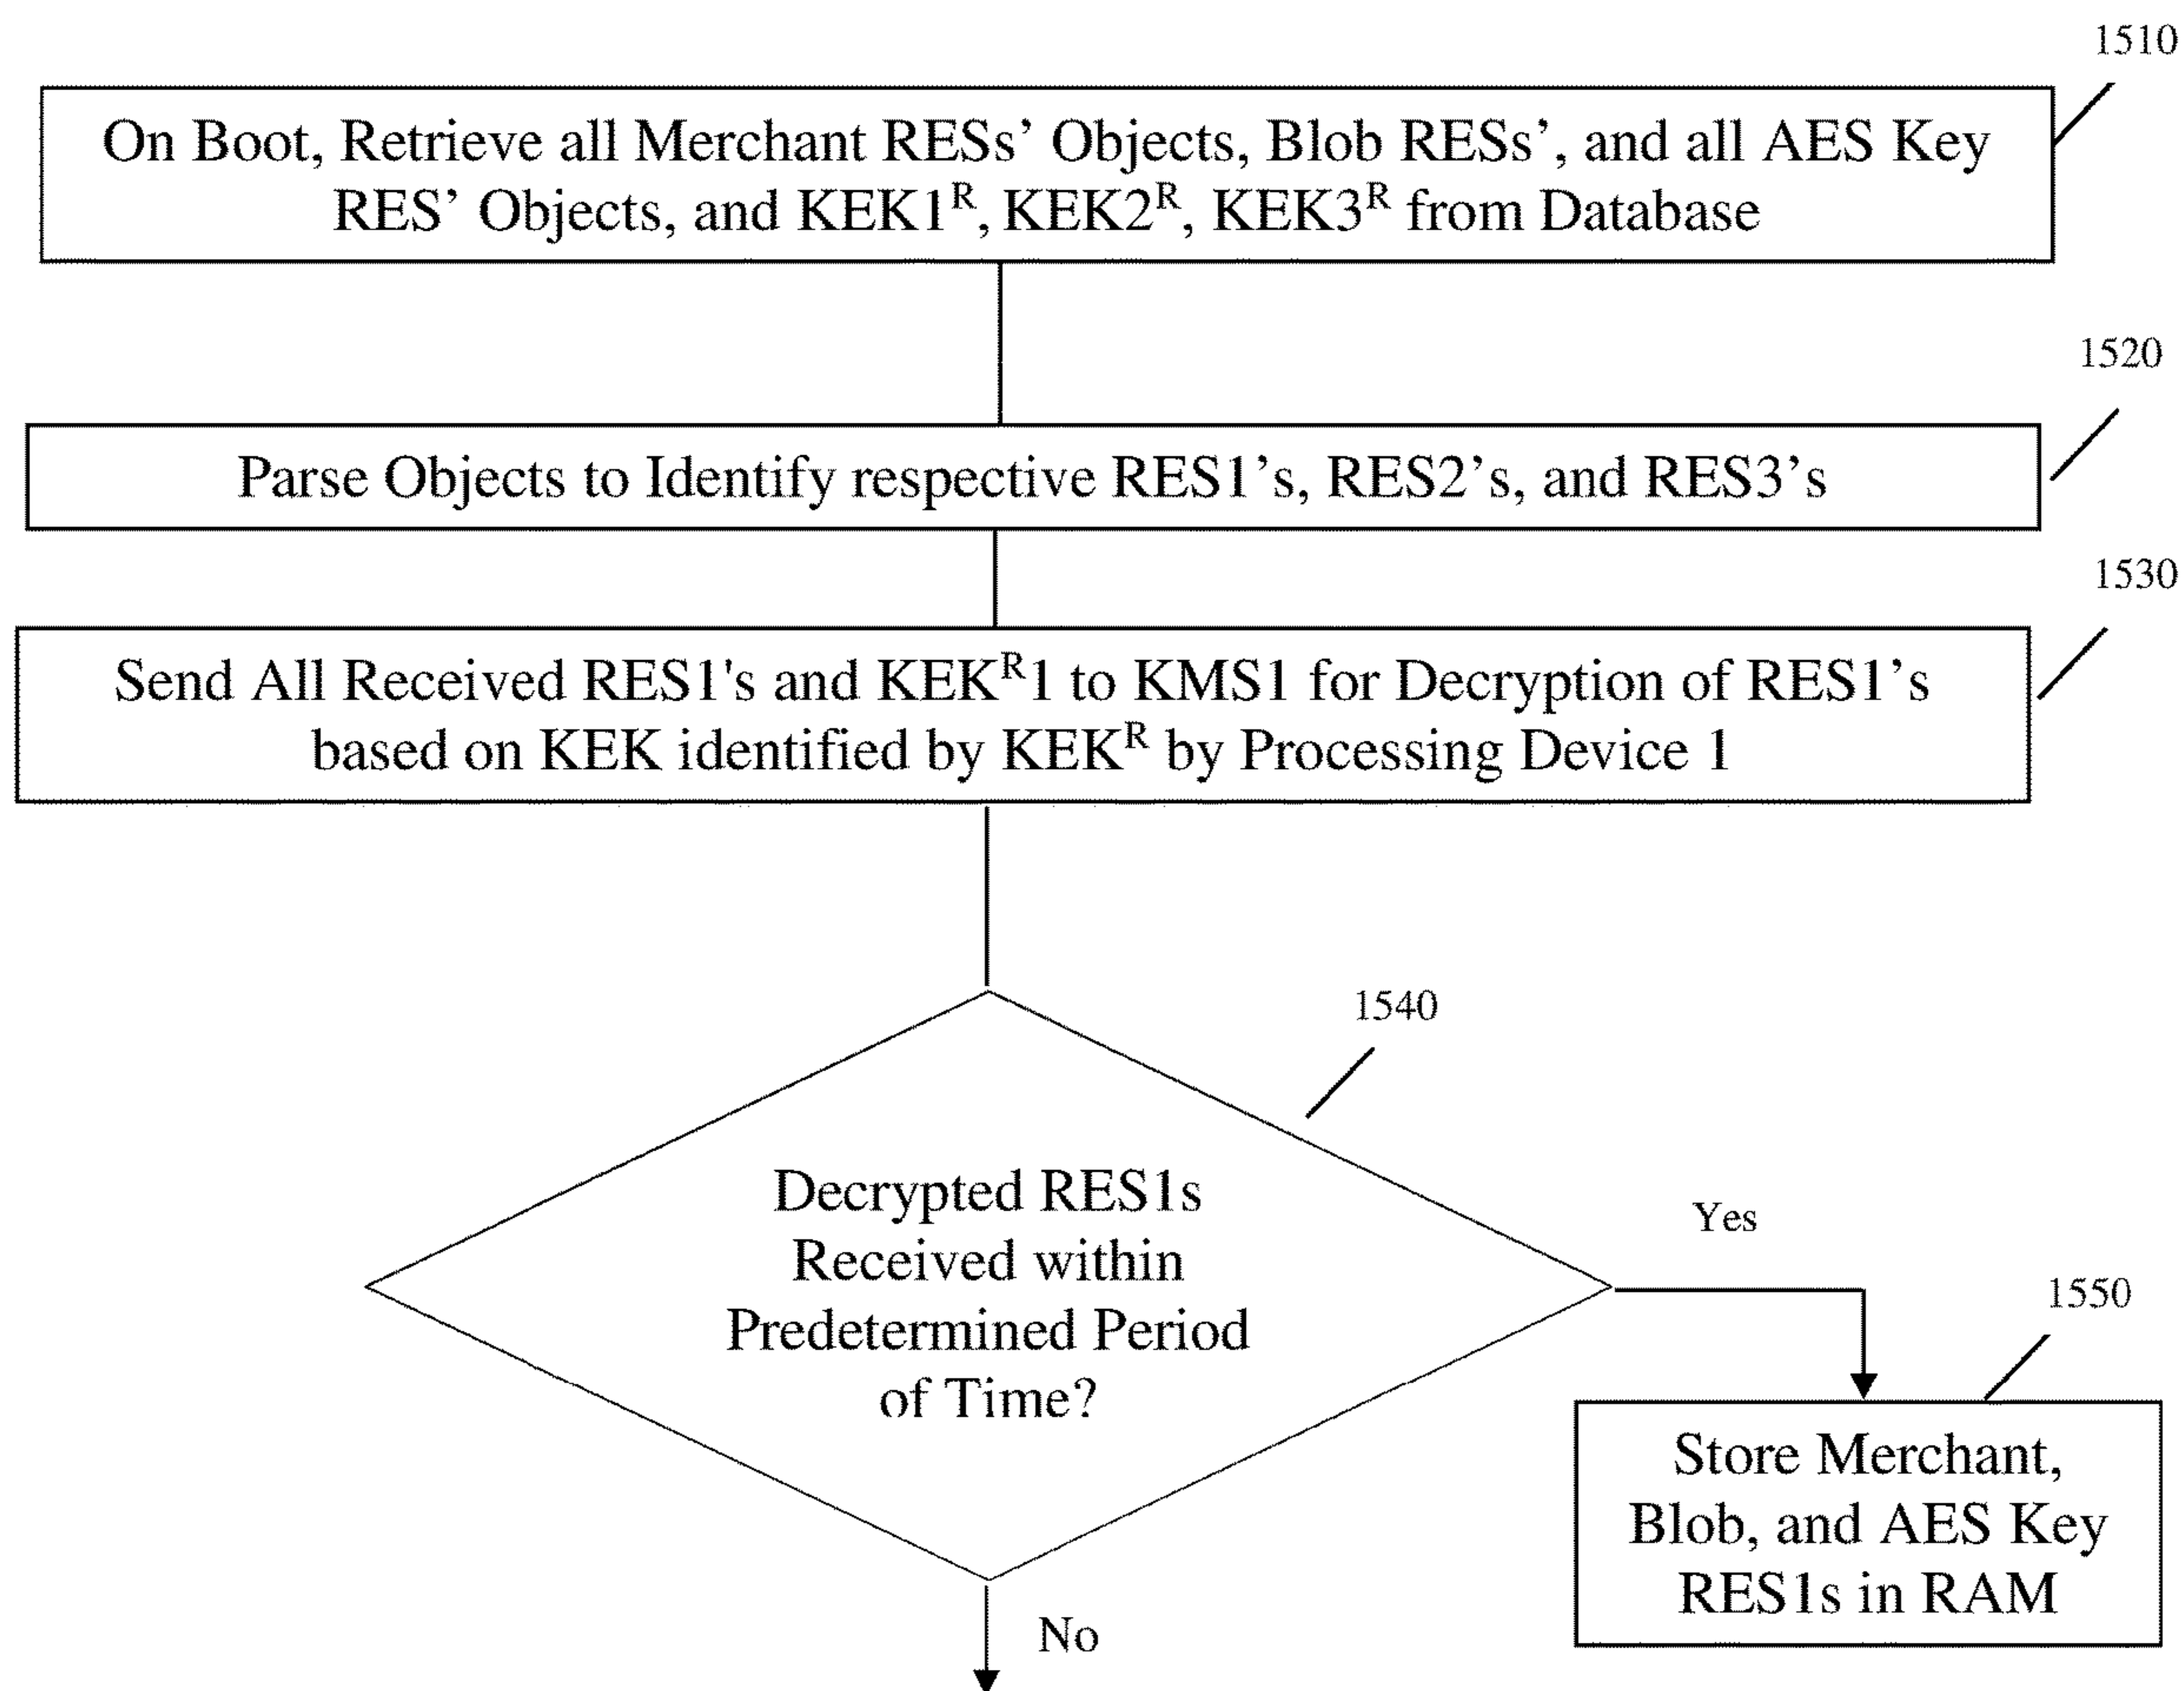 1510
On Boot, Retrieve all Merchant RESs’ Objects, Blob RESs’, and all AES Key
RES’ Objects, and KEK1ᴿ, KEK2ᴿ, KEK3ᴿ from Database
1520
Parse Objects to Identify respective RES1’s, RES2’s, and RES3’s
1530
Send All Received RES1's and KEKᴿ1 to KMS1 for Decryption of RES1’s
based on KEK identified by KEKᴿ by Processing Device 1
1540
Decrypted RES1s
Received within
Predetermined Period
of Time?
Yes
1550
Store Merchant,
Blob, and AES Key
RES1s in RAM
No